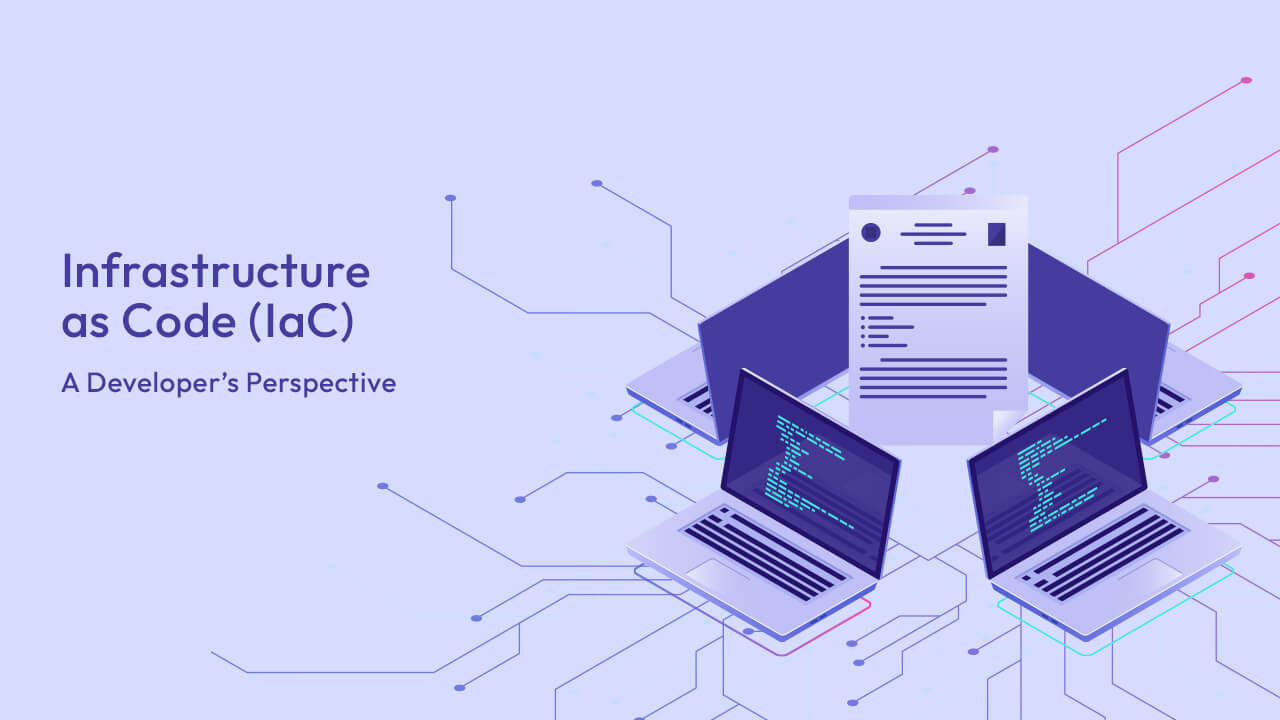 Infrastructure
as Code (IaC)
A Developer’s Perspective